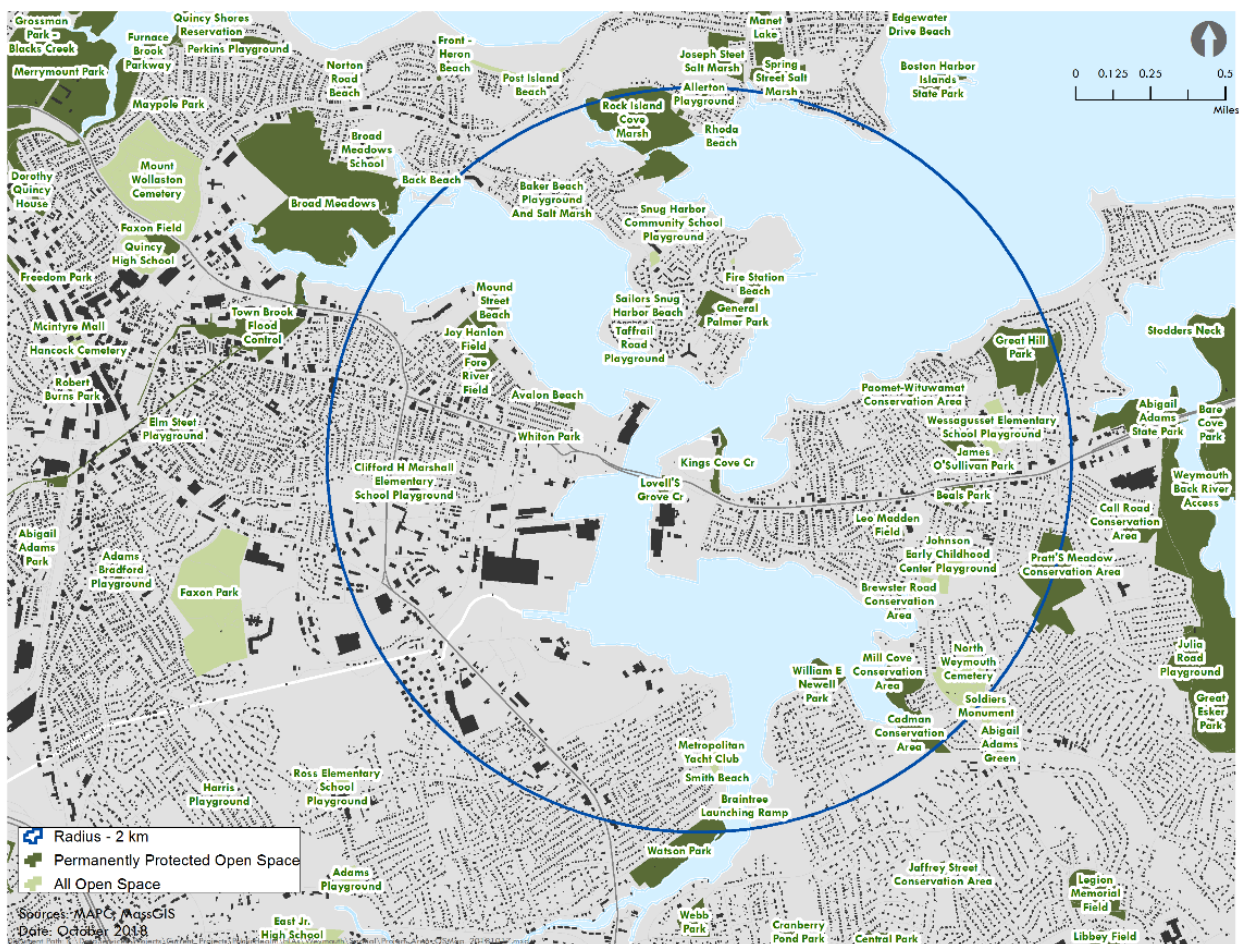 Grossman
Park -
Blacks Creek
Quincy Shores
Reservation
Furnace
Brook
Parkway
Perkins Playground
Merrymount Park
Maypole Park
Norton
Road
Beach
Front -
Heron
Beach
Post Island
Beach
Manet
Lake
Joseph Steet
Salt Marsh
Spring
Street Salt
Marsh
Allerton
Playground
Edgewater
Drive Beach
Boston Harbor
Islands
State Park
0 0.125 0.25 0.5
Miles
Rock Island
Cove
Marsh
Rhoda
Beach
Broad
Meadows
School
Back Beach
Mount
Wollaston
Cemetery
Dorothy
Quincy
House
Broad Meadows
Baker Beach
Playground
And Salt Marsh
Snug Harbor
Community School
Playground
Faxon Field
Quincy
High School
Freedom Park
Fire Station
Beach
General
Palmer Park
Mound
Street
Beach
Sailors Snug
Harbor Beach
Taffrail
Road
Playground
Town Brook
Flood
Control
Mcintyre Mall
Hancock Cemetery
Joy Hanlon
Field
Fore
River
Field
Great Hill
Park
Stodders Neck
Robert
Burns Park
Elm Steet
Playground
Avalon Beach
Whiton Park
Paomet-Wituwamat
Conservation Area
Wessagusset Elementary
School Playground
James
O'Sullivan Park
Abigail
Adams
State Park
Bare
Cove
Park
Clifford H Marshall
Elementary
School Playground
Kings Cove Cr
Lovell'S
Grove Cr
Beals Park
Weymouth
Back River
Access
Leo Madden
Field
Call Road
Conservation
Area
Abigail
Adams
Park
Adams
Bradford
Playground
Faxon Park
Johnson
Early Childhood
Center Playground
Pratt'S Meadow
Conservation Area
Brewster Road
Conservation
Area
William E
Newell
Park
Mill Cove
Conservation
Area
North
Weymouth
Cemetery
Julia
Road
Playground
Soldiers
Monument
Great
Esker
Park
Cadman
Conservation
Area
Abigail
Adams
Green
Metropolitan
Yacht Club
Smith Beach
Harris
Playground
Ross Elementary
School
Playground
Braintree
Launching Ramp
Watson Park
Adams
Playground
Jaffrey Street
Conservation Area
Legion
Memorial
Field
East Jr.
High School
Webb
Park
Cranberry
Pond Park
Central Park
Libbey Field
Radius - 2 km
Permanently Protected Open Space
All Open Space
Sources: MAPC, MassGIS
Date: October 2018